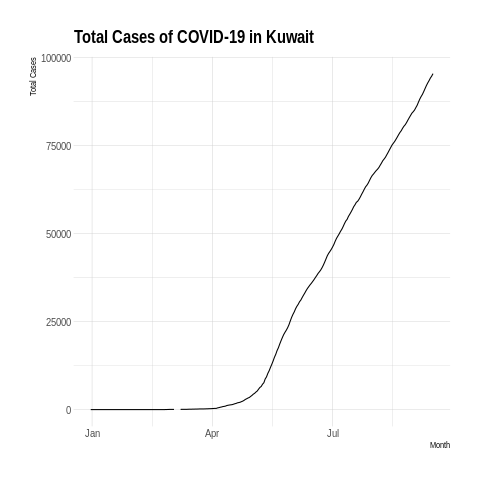 Total Cases of COVID-19 in Kuwait
Total Cases
100000
75000
50000
25000
0
Jan Apr Jul
Month